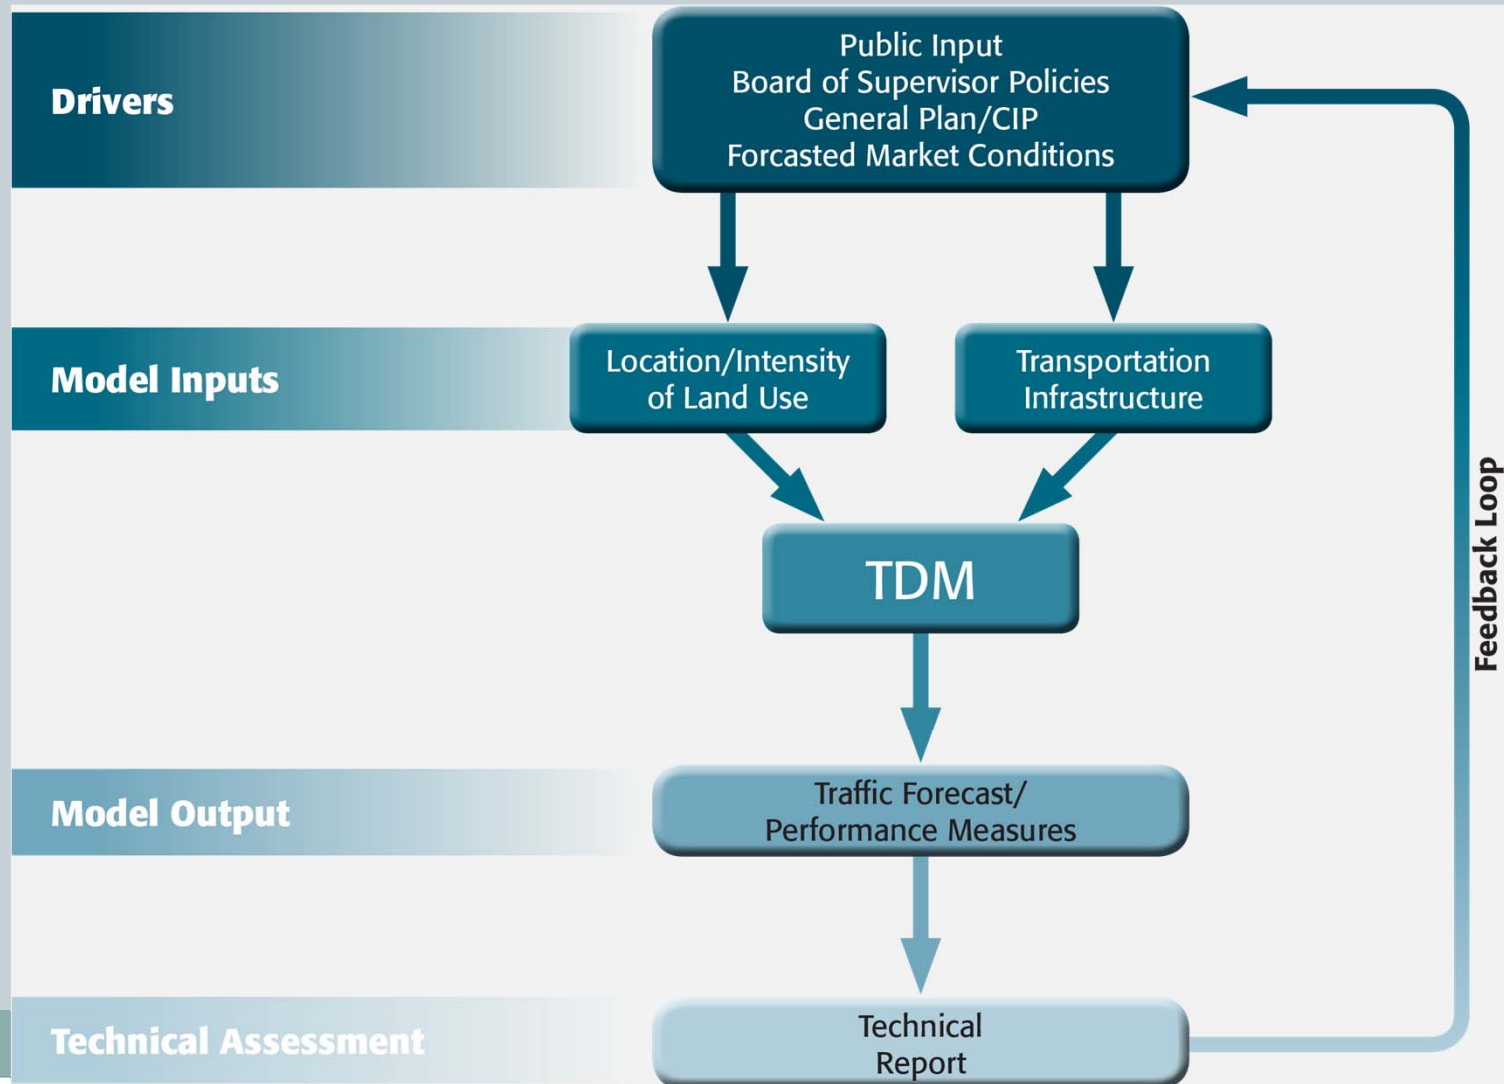 Drivers
Public Input
Board of Supervisor Policies
General Plan/CIP
Forcasted Market Conditions
Model Inputs
Location/Intensity
of Land Use
Transportation
Infrastructure
TDM
Feedback Loop
Model Output
Traffic Forecast/
Performance Measures
Technical Assessment
Technical
Report